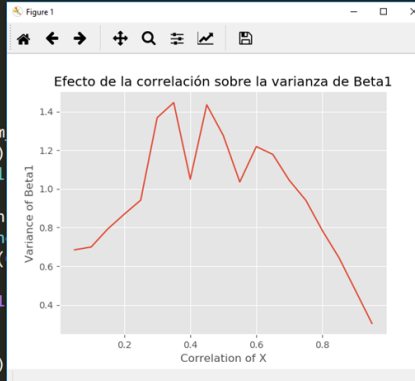 Figure 1
Efecto de la correlación sobre la varianza de Beta1
1.4
1.2
1.0
0.8
0.6
0.4
Variance of Beta1
0.2
0.4
0.6
0.8
Correlation of X